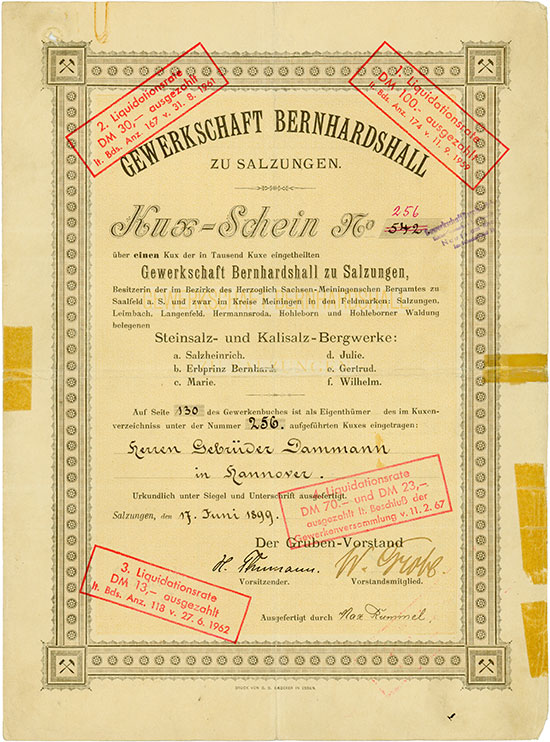 2. Liquidationsrate
DM 30,- ausgezahlt
lt. Bds. Anz. 167 v. 31. 8. 1961
1. Liquidationsrate
DM 100.- ausgezahlt
lt. Bds. Anz. 174 v. 11. 9. 1959
GEWERKSCHAFT BERNHARDSHALL
ZU SALZUNGEN.
256
Kux-Schein No 542
über einen Kux der in Tausend Kuxe eingetheilten
Gewerkschaft Bernhardshall zu Salzungen,
Besitzerin der im Bezirke des Herzoglich Sachsen-Meiningenschen Bergamtes zu
Saalfeld a. S. und zwar im Kreise Meiningen in den Feldmarken: Salzungen,
Leimbach, Langenfeld, Hermannsroda, Hohleborn und Hohleborner Waldung
belegenen
Steinsalz- und Kalisalz-Bergwerke:
a. Salzheinrich. d. Julie.
b. Erbprinz Bernhard. e. Gertrud.
c. Marie. f. Wilhelm.
Auf Seite 130 des Gewerkenbuches ist als Eigenthümer des im Kuxen-
verzeichniss unter der Nummer 256. aufgeführten Kuxes eingetragen:
Herren Gebrüder Dammann
in Hannover.
Liquidationsrate
DM 70.- und DM 23,-
ausgezahlt lt. Beschluß der
Gewerkenversammlung v. 11, 2. 67
Urkundlich unter Siegel und Unterschrift ausgefertigt.
Salzungen, den 17. Juni 1899.
Der Gruben-Vorstand
H. Thumann. W. Grobe.
Vorsitzender. Vorstandsmitglied.
3. Liquidationsrate
DM 13,- ausgezahlt
lt. Bds. Anz. 118 v. 27. 6. 1962
Ausgefertigt durch Max Kummel.